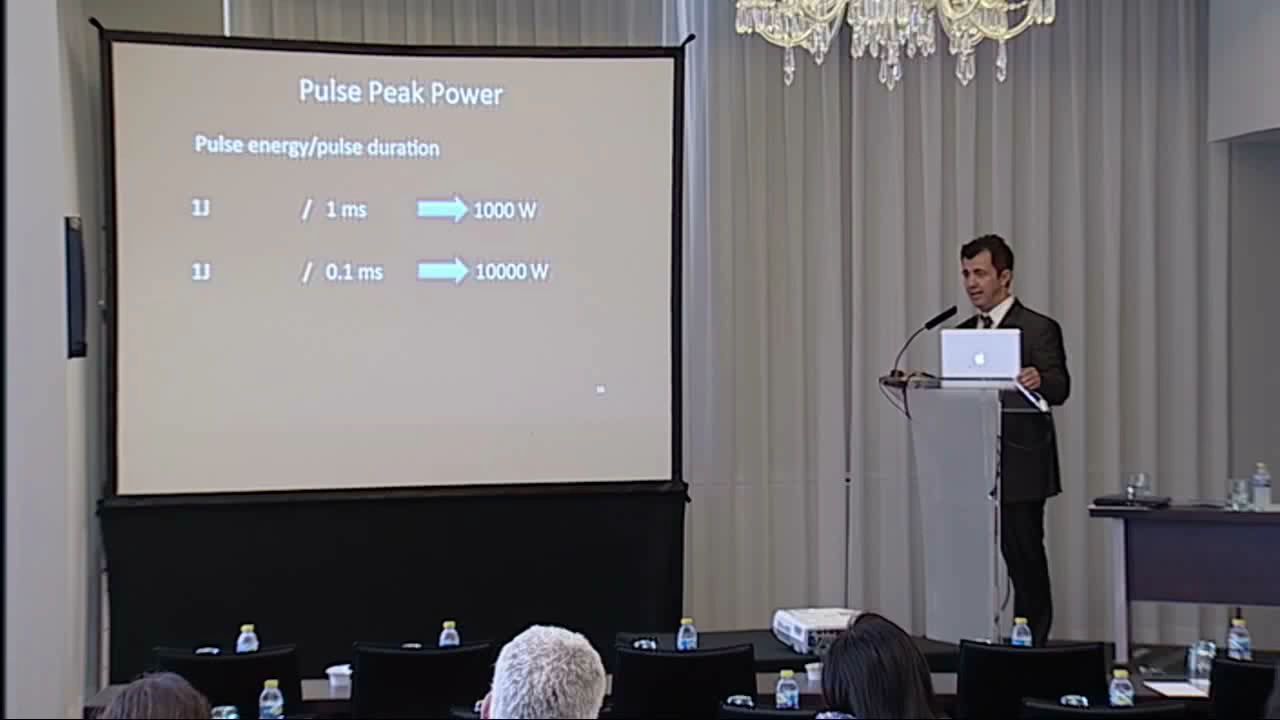 Pulse Peak Power
Pulse energy/pulse duration
1J / 1 ms 1000 W
1J / 0.1 ms 10000 W